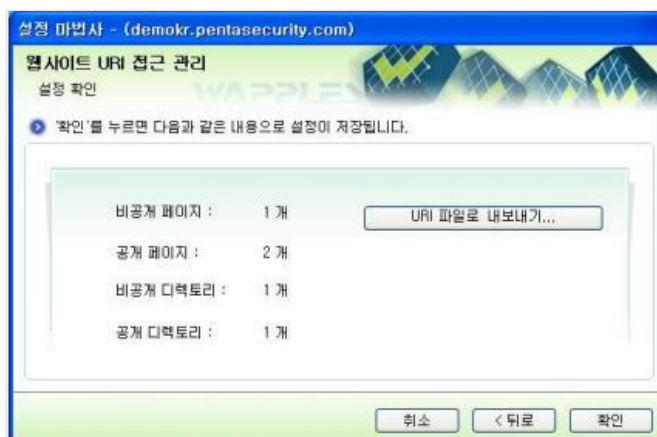 설정 마법사 - (demokr.pentasecurity.com)
웹사이트 URI 접근 관리
설정 확인
WAPPLES
'확인'를 누르면 다음과 같은 내용으로 설정이 저장됩니다.
비공개 페이지 : 1 개
URI 파일로 내보내기...
공개 페이지 : 2 개
비공개 디렉토리 : 1 개
공개 디렉토리 : 1 개
취소
< 뒤로
확인